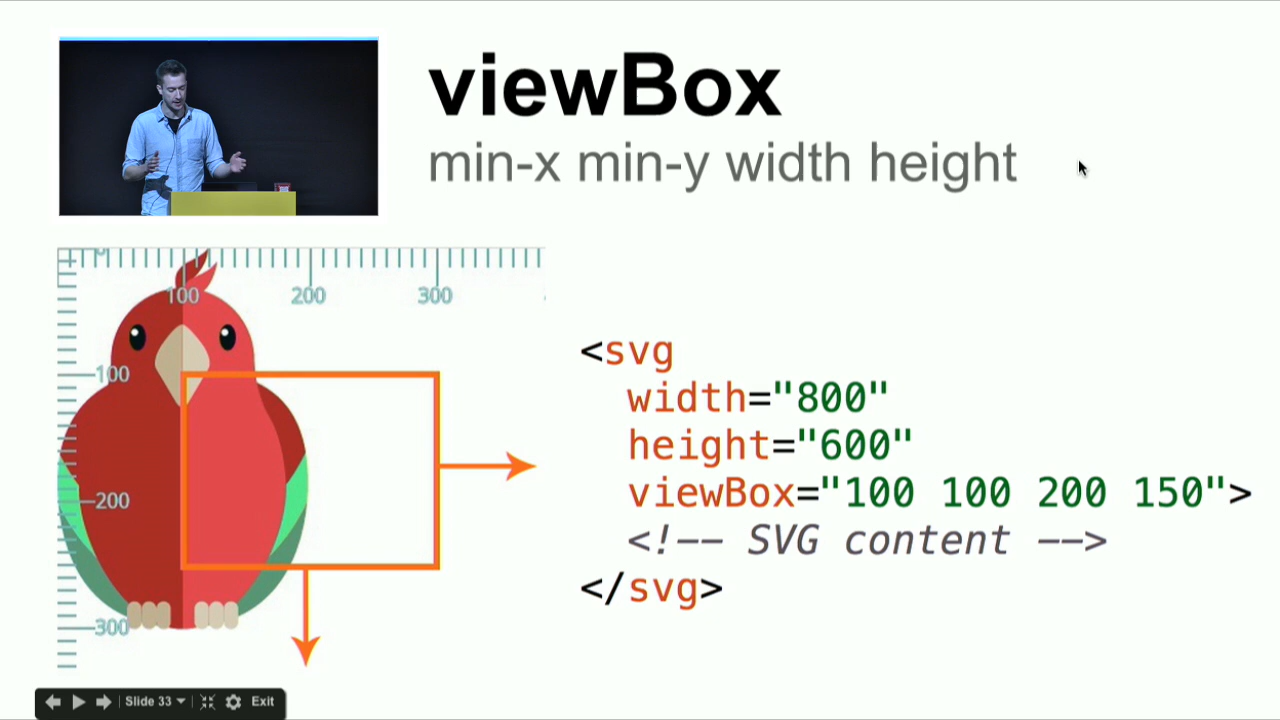 viewBox
min-x min-y width height
0
100 200 300
100
200
300
<svg
width="800"
height="600"
viewBox="100 100 200 150">
<!-- SVG content -->
</svg>
Slide 33
Exit